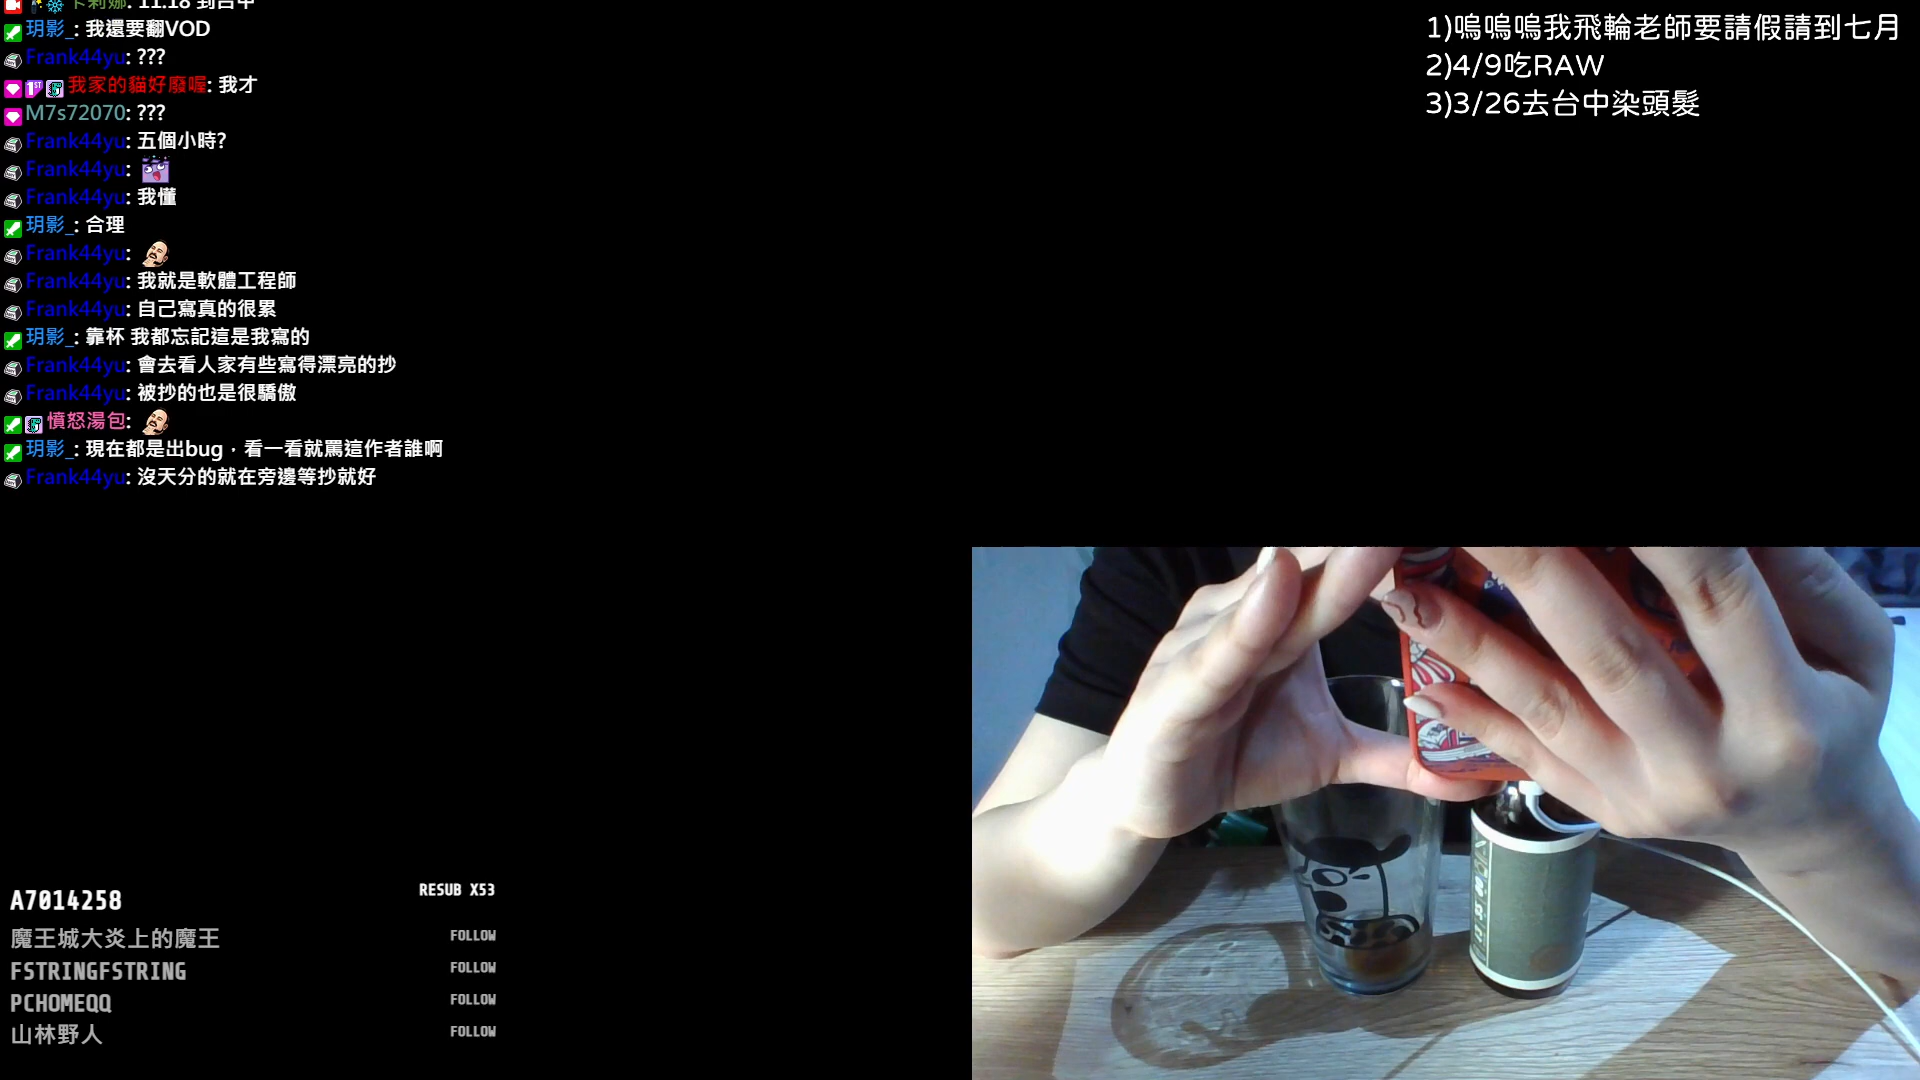 卡莉娜: 11.18 到台中
玥影_: 我還要翻VOD
Frank44yu: ???
我家的貓好廢喔: 我才
M7s72070: ???
Frank44yu: 五個小時?
Frank44yu:
Frank44yu: 我懂
玥影_: 合理
Frank44yu:
Frank44yu: 我就是軟體工程師
Frank44yu: 自己寫真的很累
玥影_: 靠杯 我都忘記這是我寫的
Frank44yu: 會去看人家有些寫得漂亮的抄
Frank44yu: 被抄的也是很驕傲
憤怒湯包:
玥影_: 現在都是出bug，看一看就罵這作者誰啊
Frank44yu: 沒天分的就在旁邊等抄就好
1)嗚嗚嗚我飛輪老師要請假請到七月
2)4/9吃RAW
3)3/26去台中染頭髮
A7014258 RESUB X53
魔王城大炎上的魔王 FOLLOW
FSTRINGFSTRING FOLLOW
PCHOMEQQ FOLLOW
山林野人 FOLLOW